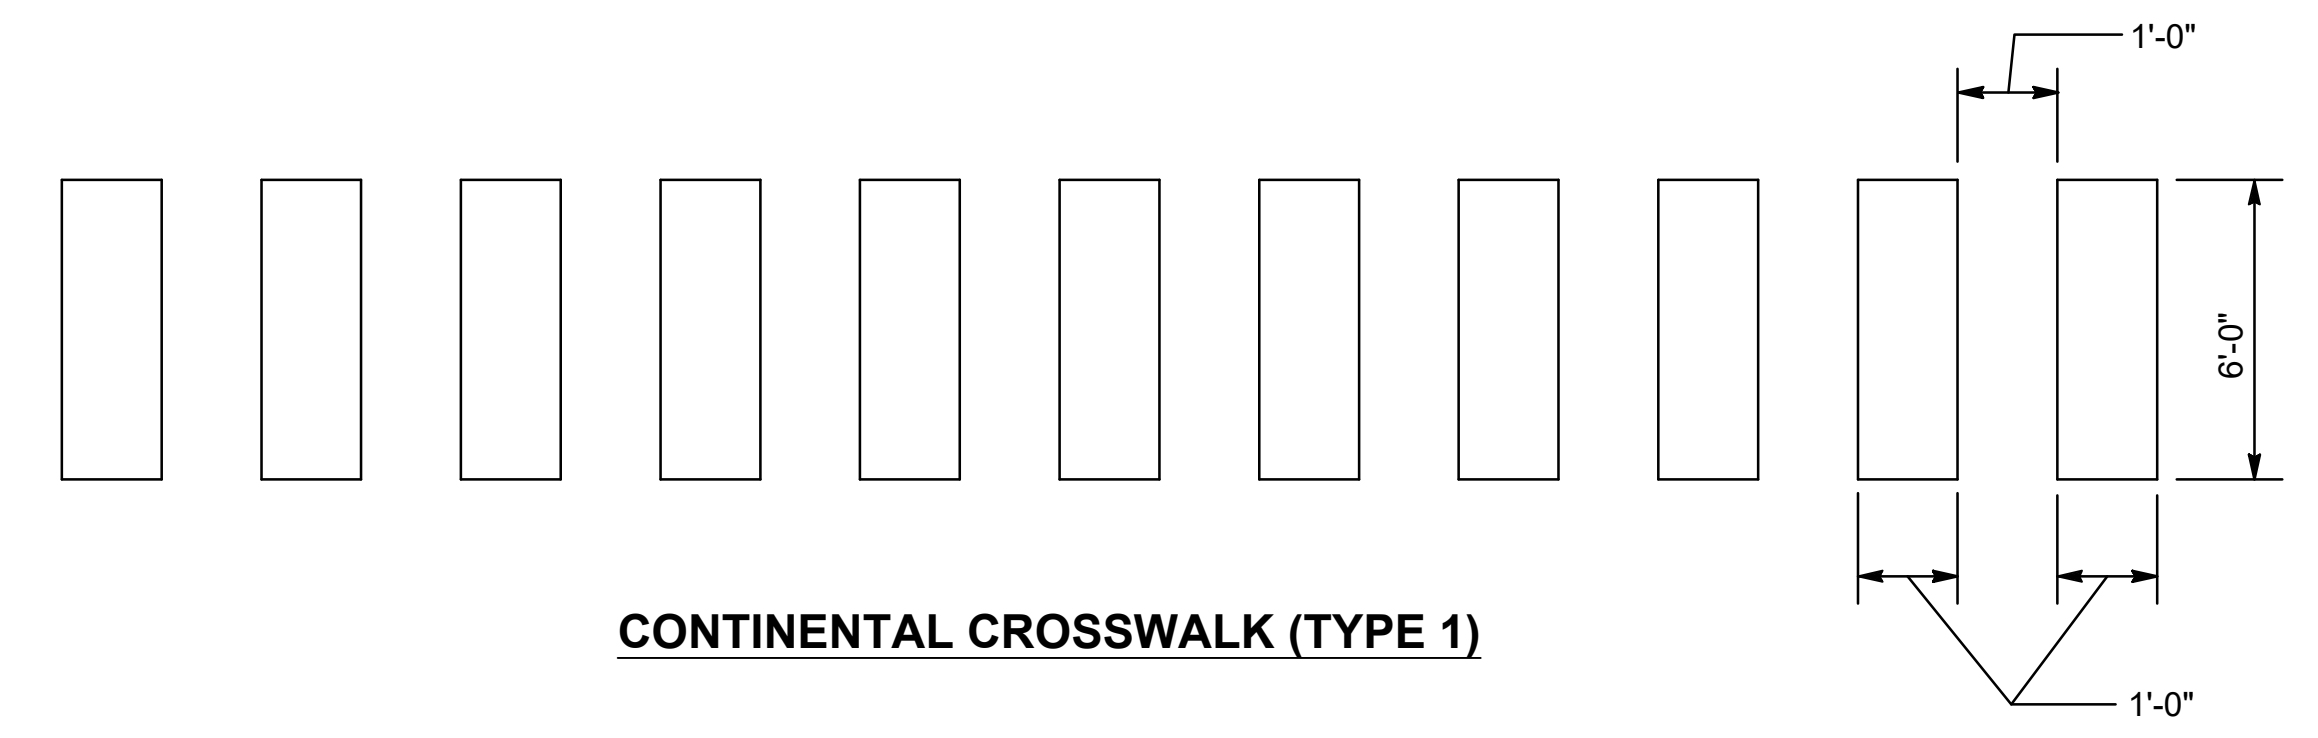 1'-0"
6'-0"
CONTINENTAL CROSSWALK (TYPE 1)
1'-0"